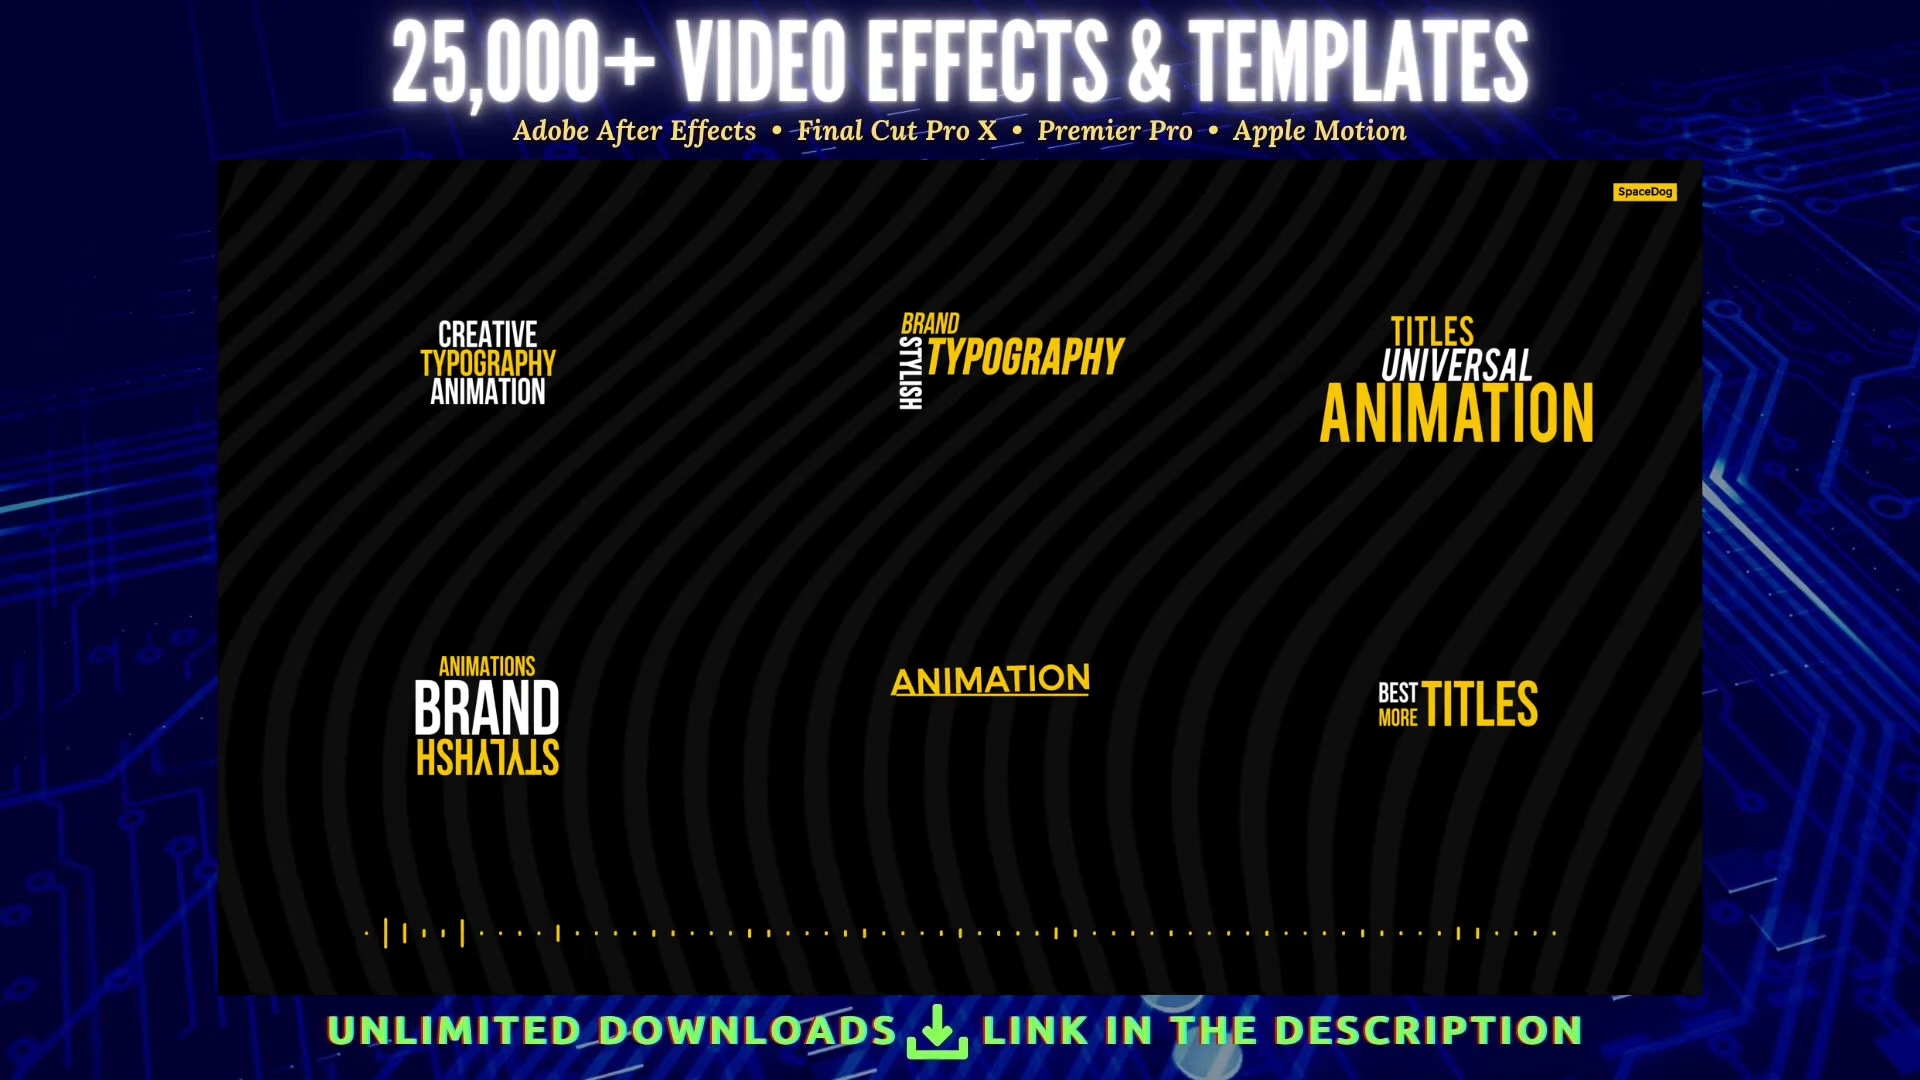 25,000+ VIDEO EFFECTS & TEMPLATES
Adobe After Effects • Final Cut Pro X • Premier Pro • Apple Motion
SpaceDog
CREATIVE
TYPOGRAPHY
ANIMATION
BRAND
STYLISH
TYPOGRAPHY
TITLES
UNIVERSAL
ANIMATION
ANIMATIONS
BRAND
STYLYHSH
ANIMATION
BEST
MORE
TITLES
UNLIMITED DOWNLOADS LINK IN THE DESCRIPTION